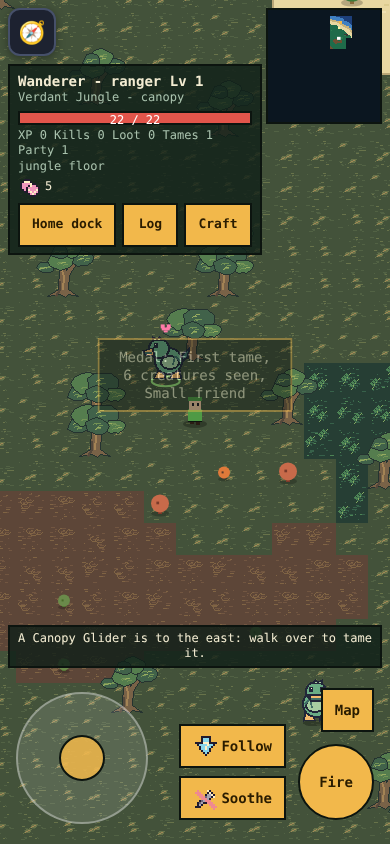 Wanderer - ranger Lv 1
Verdant Jungle - canopy
22 / 22
XP 0 Kills 0 Loot 0 Tames 1
Party 1
jungle floor
5
Home dock
Log
Craft
Medal: First tame,
6 creatures seen,
Small friend
A Canopy Glider is to the east: walk over to tame
it.
Map
Follow
Fire
Soothe